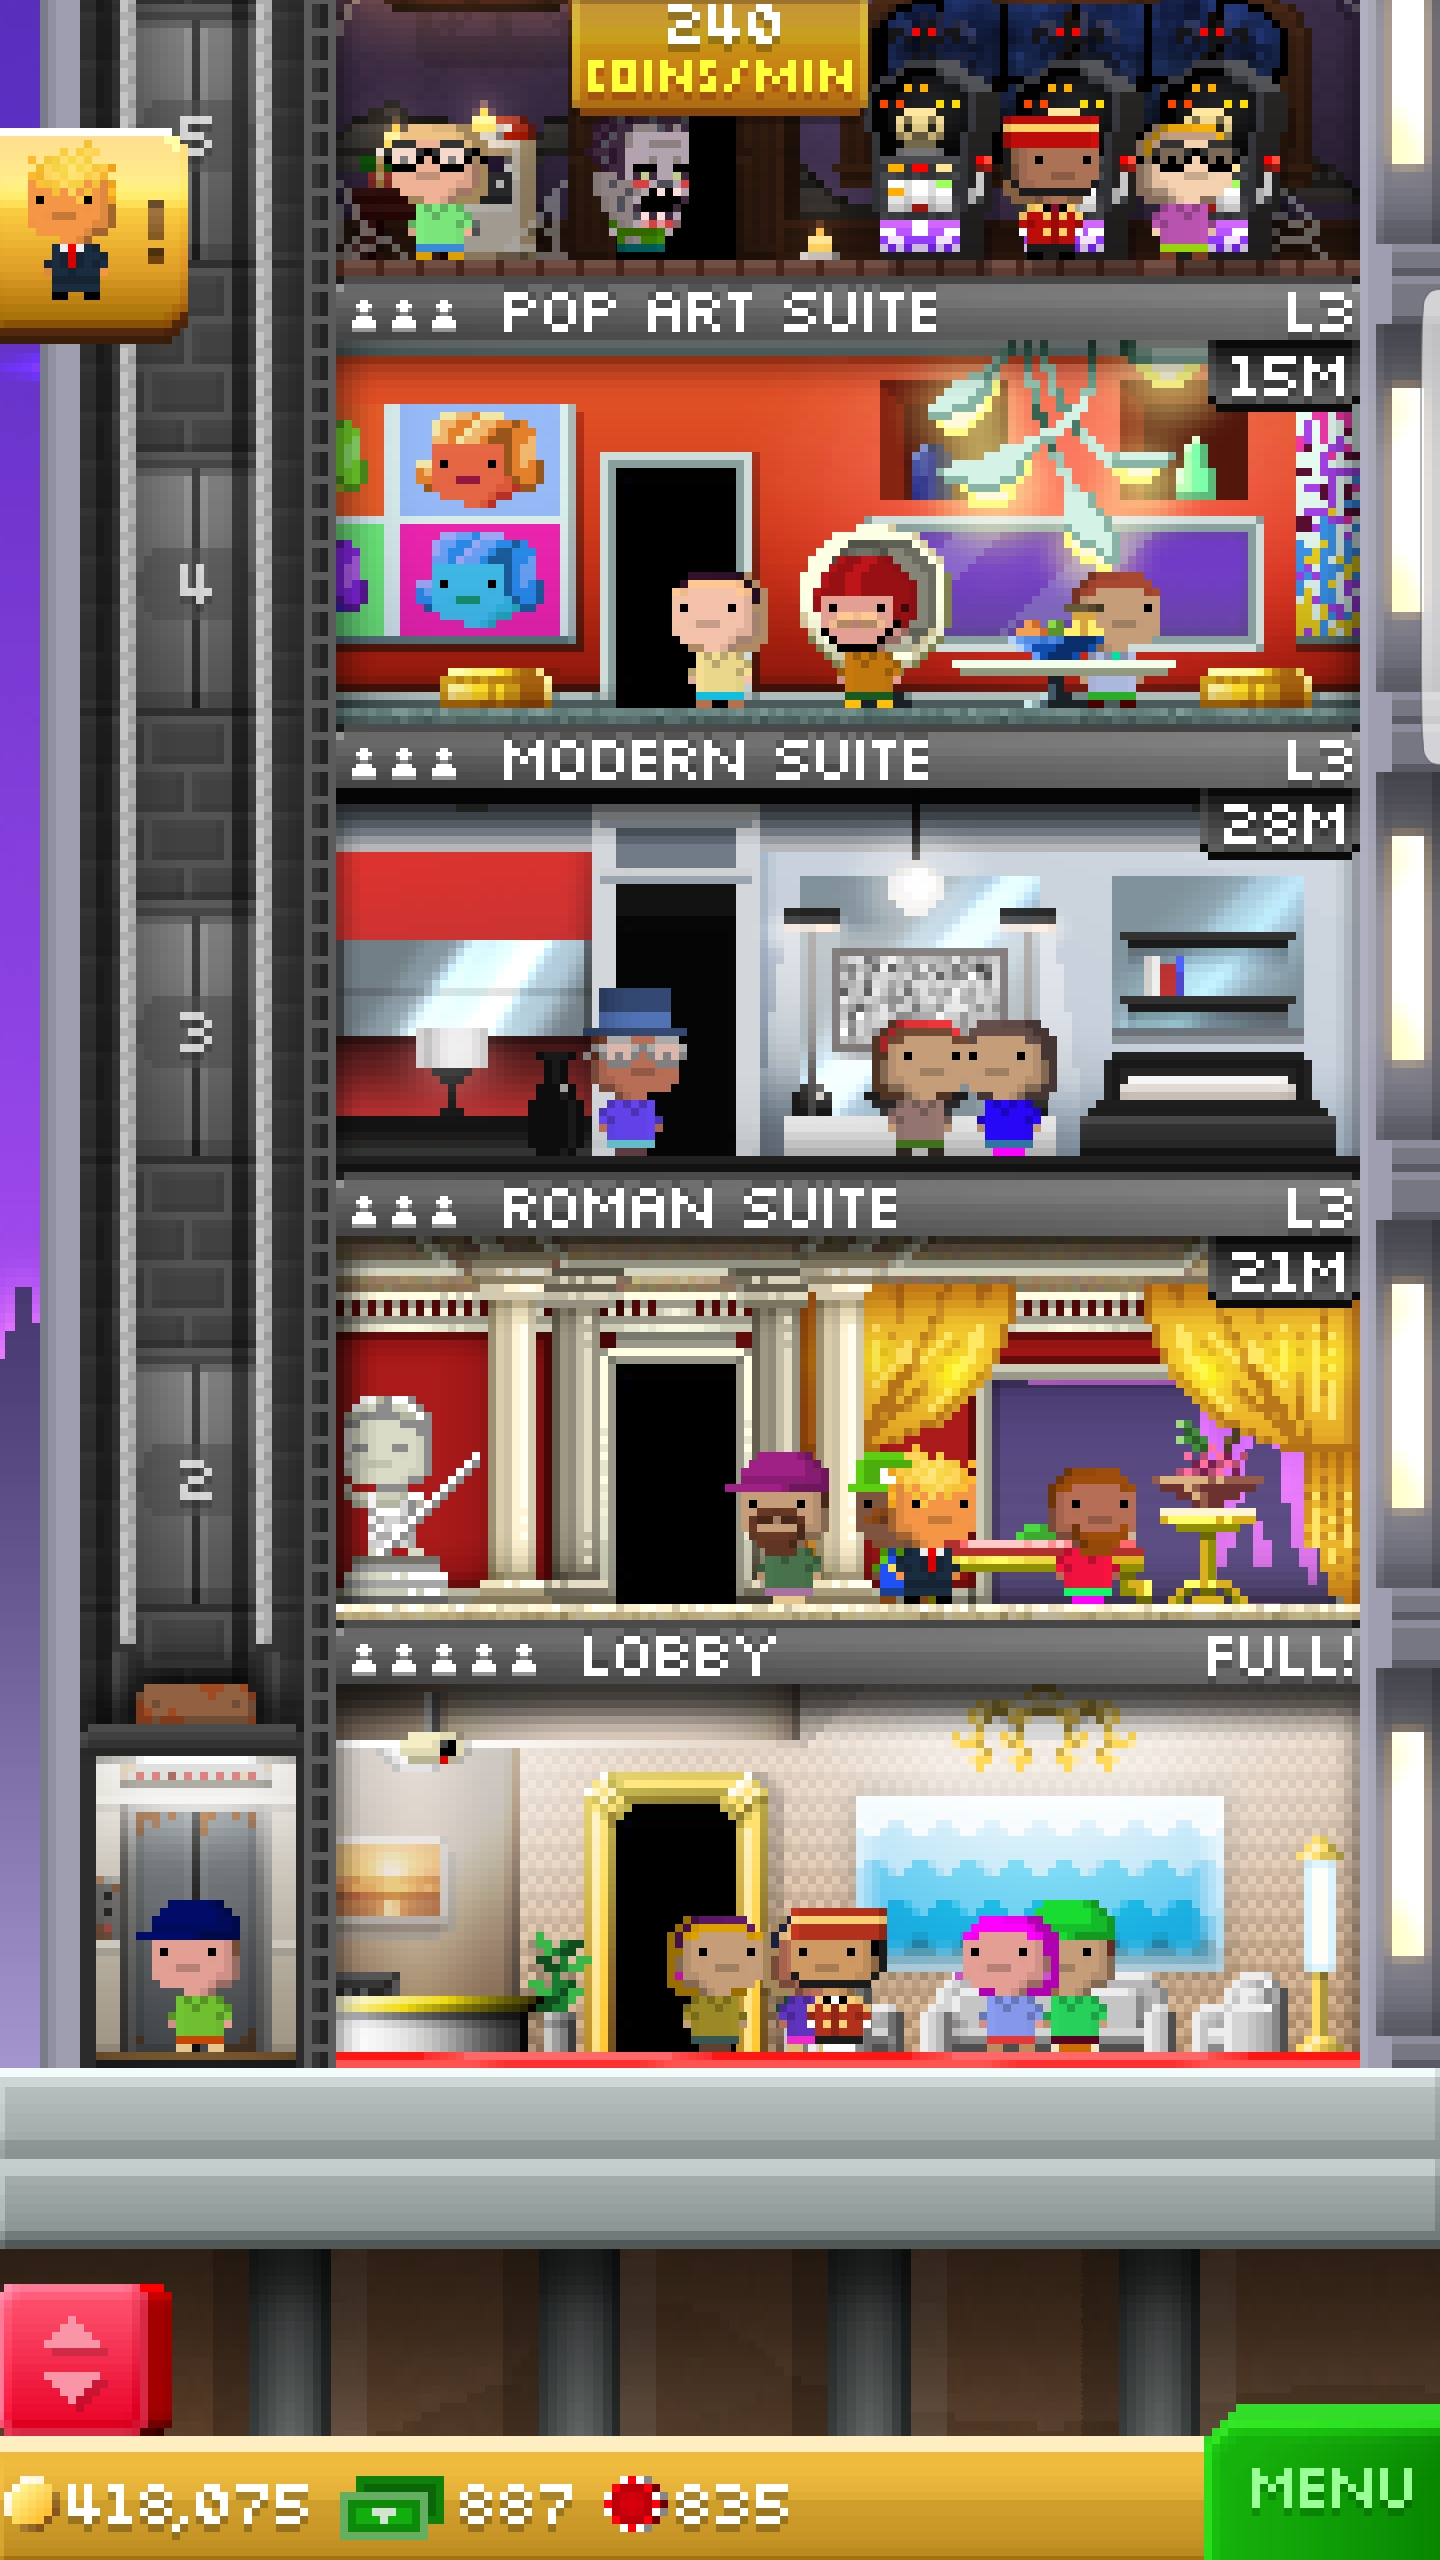 240
COINS/MIN
5
!
POP ART SUITE L3
15M
4
MODERN SUITE L3
28M
3
ROMAN SUITE L3
21M
2
LOBBY FULL!
418,075 887 835
MENU